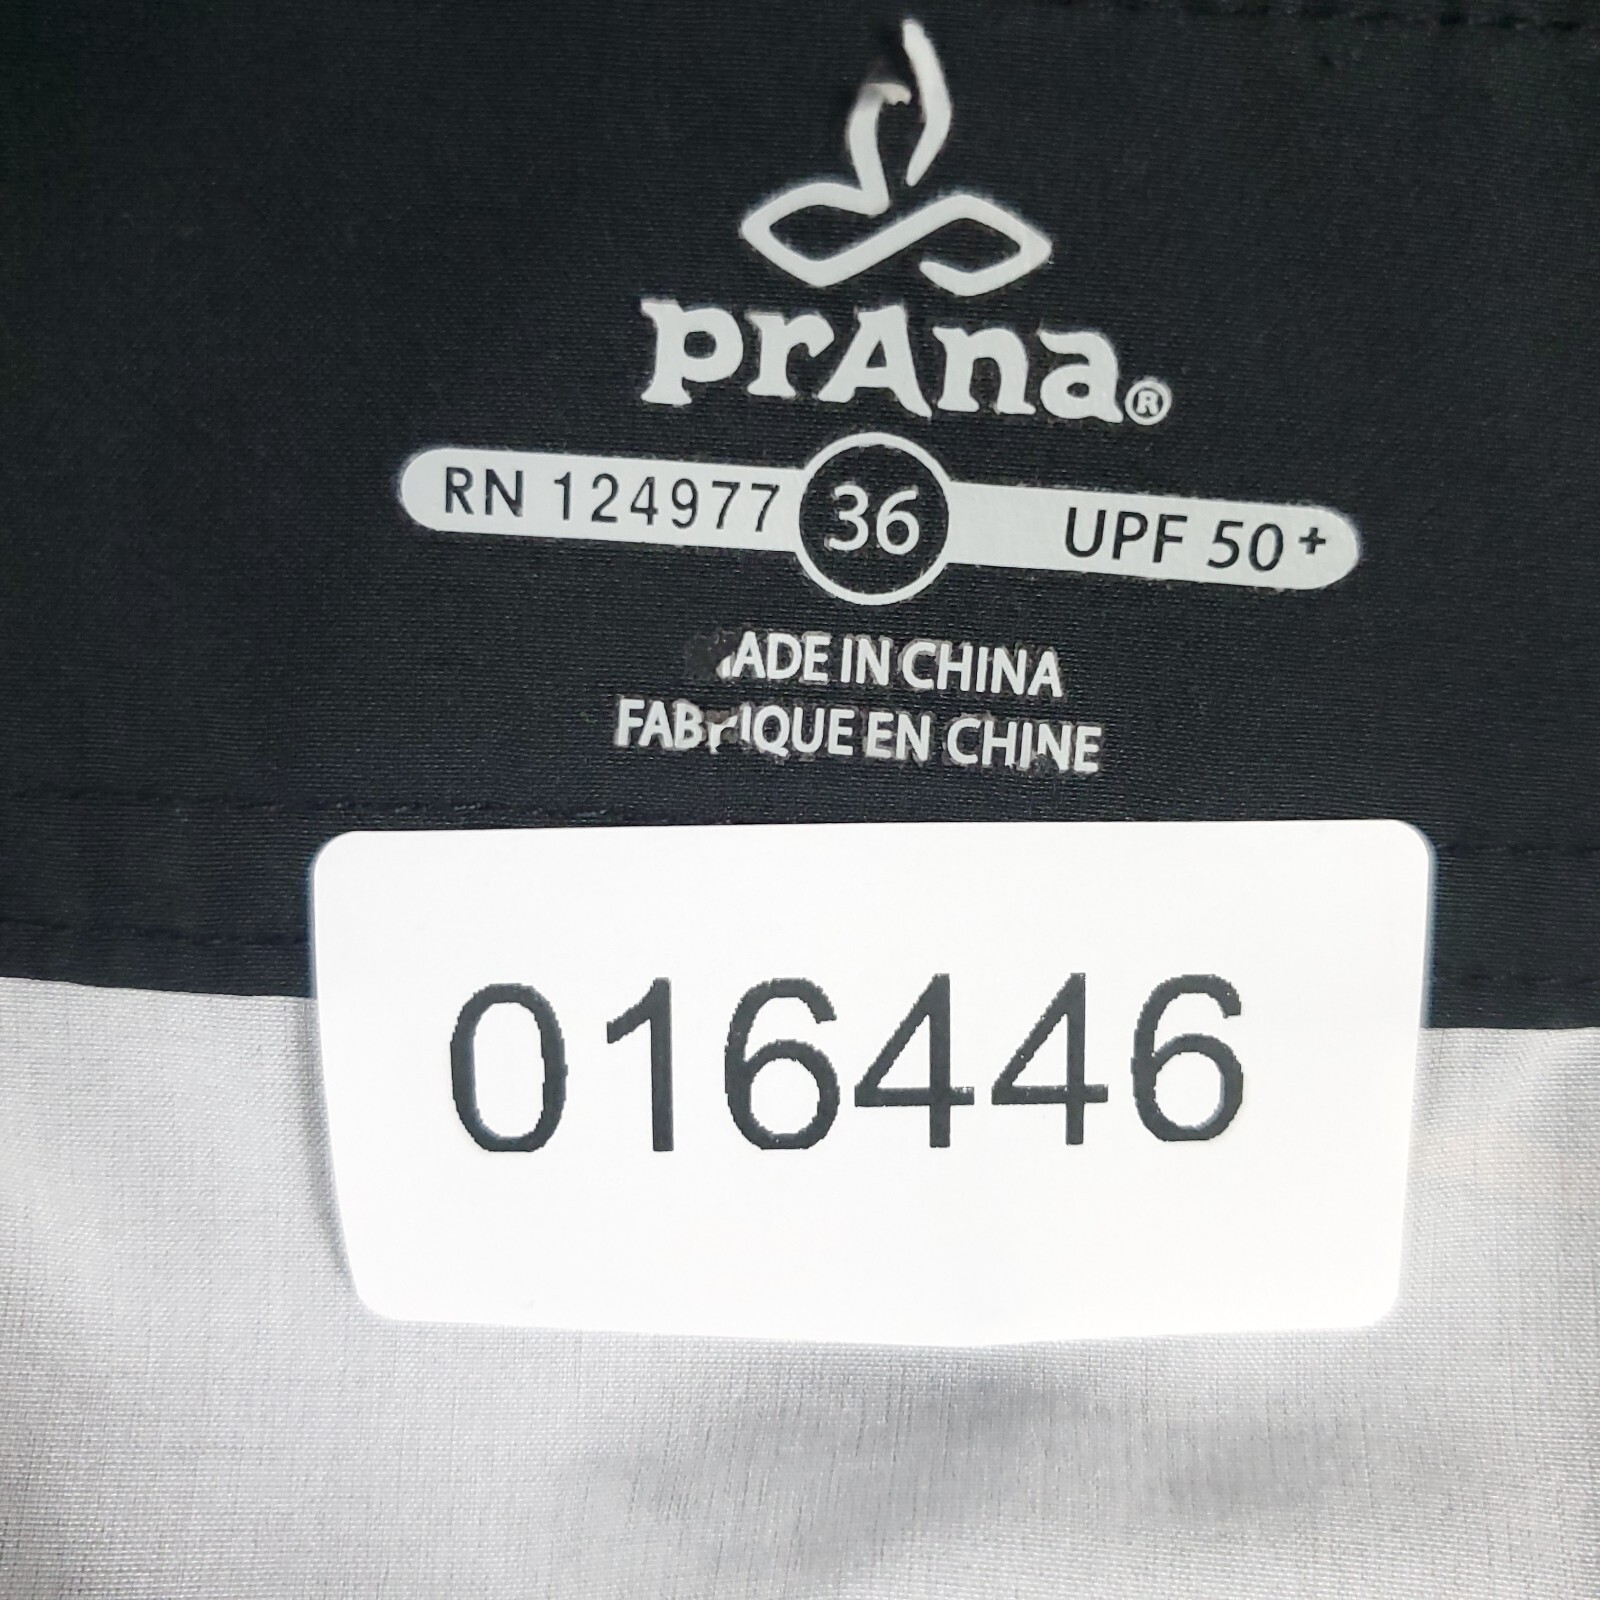 prAna®
RN 124977 36 UPF 50+
ADE IN CHINA
FABRIQUE EN CHINE
016446